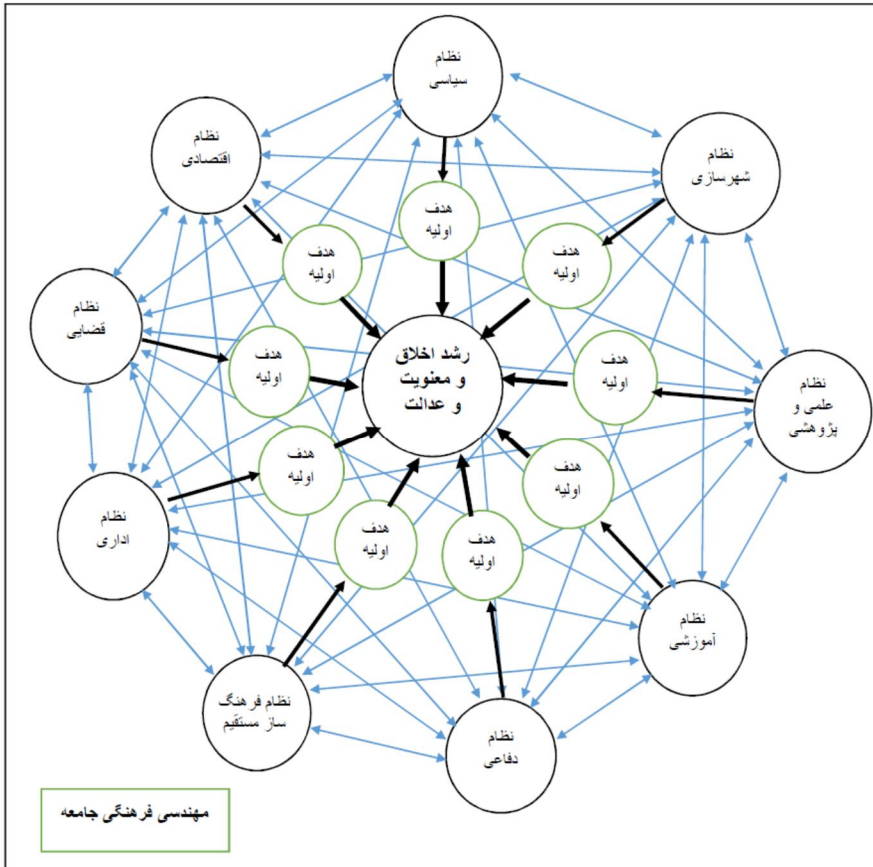 نظام
سیاسی
نظام
اقتصادی
نظام
شهرسازی
هدف
اولیه
هدف
اولیه
هدف
اولیه
نظام
قضایی
هدف
اولیه
رشد اخلاق
و معنویت
و عدالت
هدف
اولیه
نظام
علمی و
پژوهشی
هدف
اولیه
هدف
اولیه
نظام
اداری
هدف
اولیه
هدف
اولیه
نظام
آموزشی
نظام فرهنگ
ساز مستقیم
نظام
دفاعی
مهندسی فرهنگی جامعه